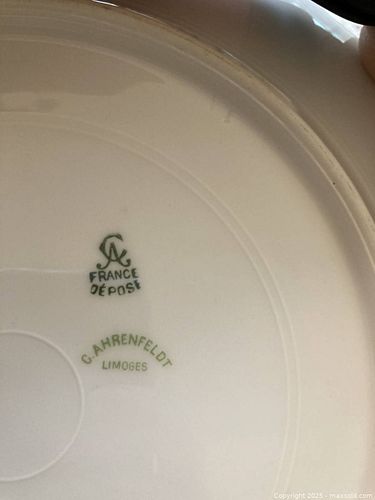 CA
FRANCE
DÉPOSÉ
C. AHRENFELDT
LIMOGES
Copyright 2025 - maxsold.com